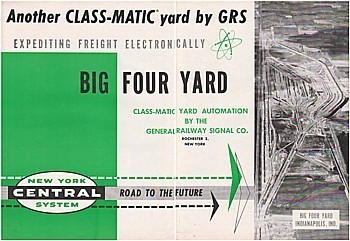 Another CLASS-MATIC* yard by GRS
EXPEDITING FREIGHT ELECTRONICALLY
BIG FOUR YARD
CLASS-MATIC YARD AUTOMATION
BY THE
GENERAL RAILWAY SIGNAL CO.
ROCHESTER 2,
NEW YORK
NEW YORK
CENTRAL
SYSTEM
ROAD TO THE FUTURE
BIG FOUR YARD
INDIANAPOLIS, IND.